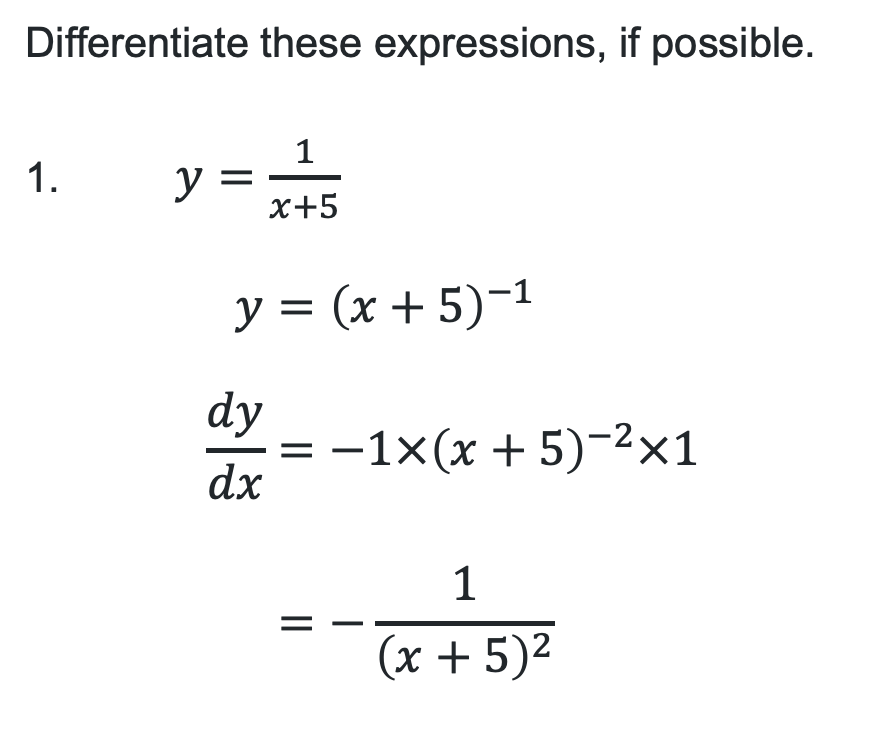 Differentiate these expressions, if possible.
1. y = 1/(x+5)
y = (x + 5)⁻¹
dy/dx = −1×(x + 5)⁻²×1
= − 1/(x + 5)²